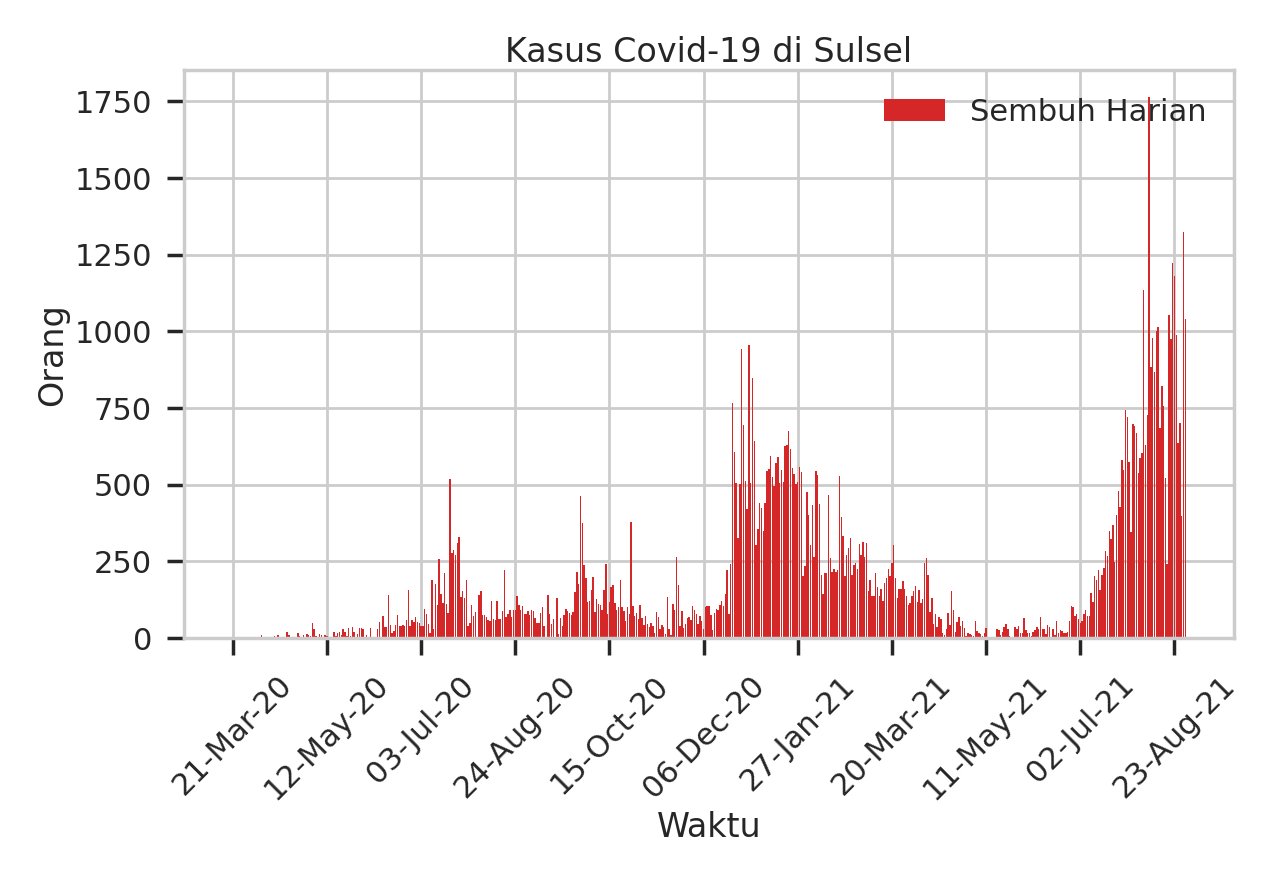 Kasus Covid-19 di Sulsel
Sembuh Harian
Orang
1750
1500
1250
1000
750
500
250
0
21-Mar-20
12-May-20
03-Jul-20
24-Aug-20
15-Oct-20
06-Dec-20
27-Jan-21
20-Mar-21
11-May-21
02-Jul-21
23-Aug-21
Waktu